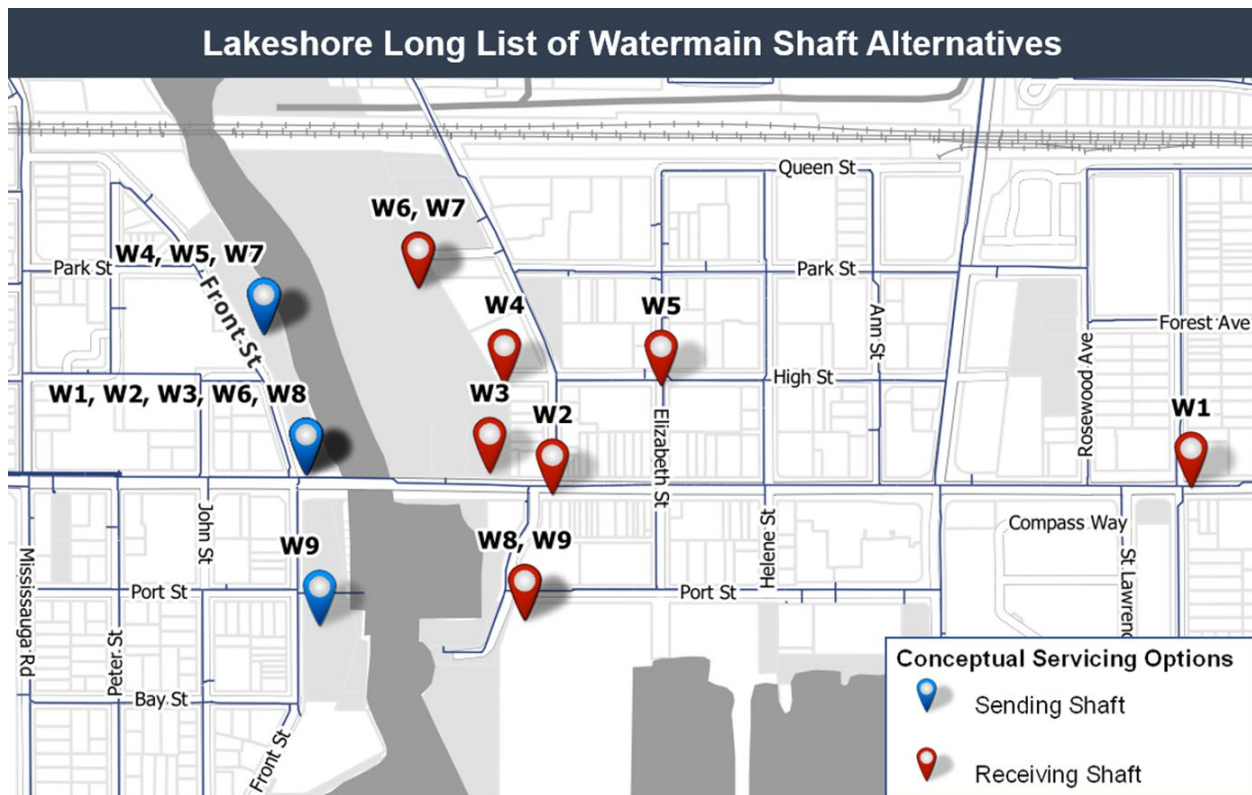 Lakeshore Long List of Watermain Shaft Alternatives
Queen St
W6, W7
W4, W5, W7
Park St
Park St
Front St
W4
W5
Ann St
Forest Ave
Rosewood Ave
High St
W1, W2, W3, W6, W8
W3
W2
W1
Elizabeth St
John St
Helene St
Compass Way
W9
W8, W9
Mississauga Rd
Peter St
Port St
Port St
St Lawrenc
Bay St
Front St
Conceptual Servicing Options
Sending Shaft
Receiving Shaft